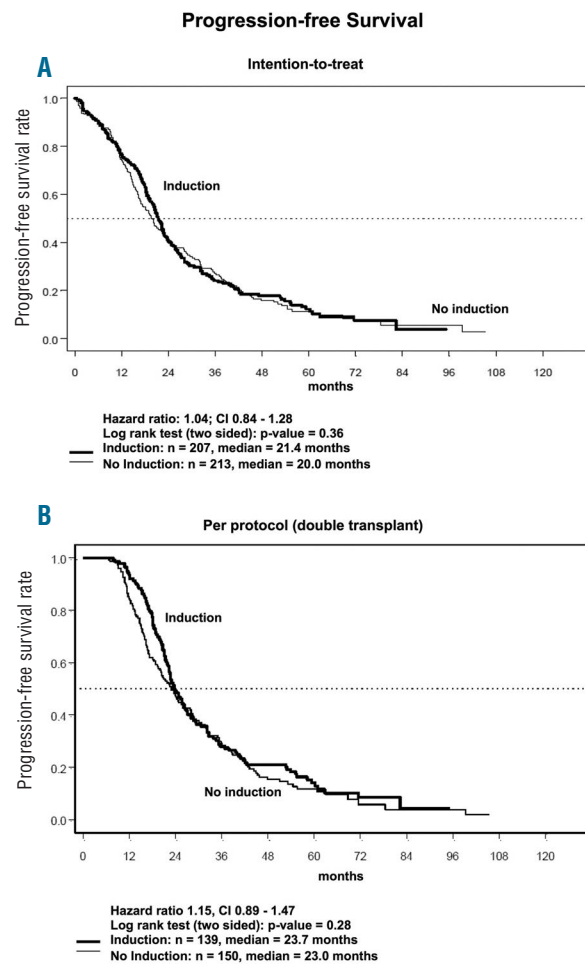 Progression-free Survival
A
Intention-to-treat
Progression-free survival rate
1.0
0.8
0.6
0.4
0.2
0.0
Induction
No induction
0 12 24 36 48 60 72 84 96 108 120
months
Hazard ratio: 1.04; CI 0.84 - 1.28
Log rank test (two sided): p-value = 0.36
Induction: n = 207, median = 21.4 months
No Induction: n = 213, median = 20.0 months
B
Per protocol (double transplant)
Progression-free survival rate
1.0
0.8
0.6
0.4
0.2
0.0
Induction
No induction
0 12 24 36 48 60 72 84 96 108 120
months
Hazard ratio 1.15, CI 0.89 - 1.47
Log rank test (two sided): p-value = 0.28
Induction: n = 139, median = 23.7 months
No Induction: n = 150, median = 23.0 months